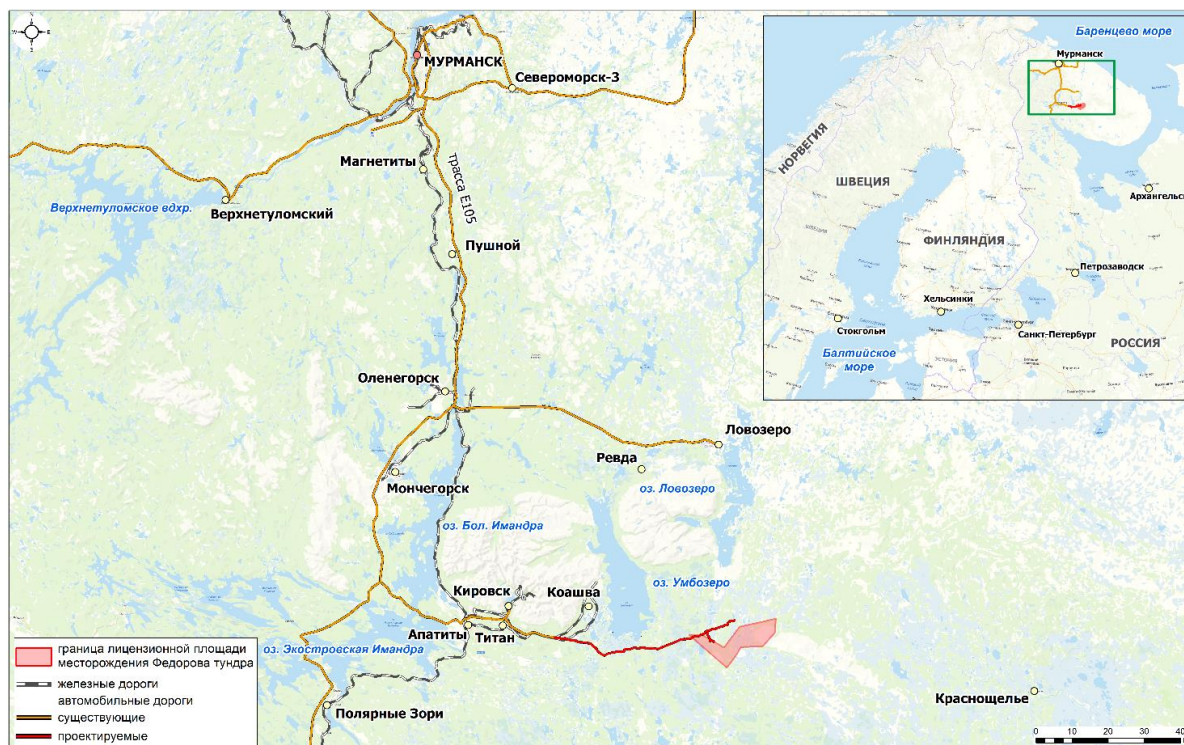 МУРМАНСК
Североморск-3
Магнетиты
трасса Е105
Верхнетуломское вдхр.
Верхнетуломский
Пушной
Оленегорск
Ловозеро
Ревда
Мончегорск
оз. Ловозеро
оз. Бол. Имандра
оз. Умбозеро
Кировск
Коашва
Апатиты
Титан
оз. Экостровская Имандра
Полярные Зори
Краснощелье
граница лицензионной площади
месторождения Федорова тундра
железные дороги
автомобильные дороги
существующие
проектируемые
0 10 20 30 40
Баренцево море
Мурманск
НОРВЕГИЯ
ШВЕЦИЯ
Архангельск
ФИНЛЯНДИЯ
Петрозаводск
Хельсинки
Стокгольм
Санкт-Петербург
РОССИЯ
Балтийское
море